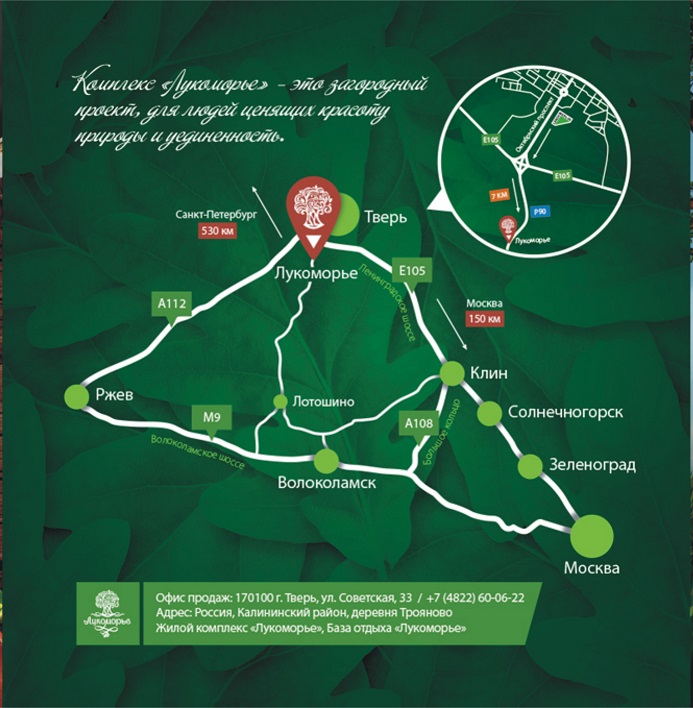 Комплекс «Лукоморье» - это загородный
проект, для людей ценящих красоту
природы и уединенность.
Октябрьский проспект
E105
E105
7 КМ
P90
Лукоморье
Санкт-Петербург
530 км
Тверь
Лукоморье
Ленинградское шоссе
E105
Москва
150 км
A112
Клин
Ржев
Лотошино
Солнечногорск
M9
A108
Большое кольцо
Волоколамское шоссе
Зеленоград
Волоколамск
Москва
Лукоморье
Офис продаж: 170100 г. Тверь, ул. Советская, 33 / +7 (4822) 60-06-22
Адрес: Россия, Калининский район, деревня Трояново
Жилой комплекс «Лукоморье», База отдыха «Лукоморье»